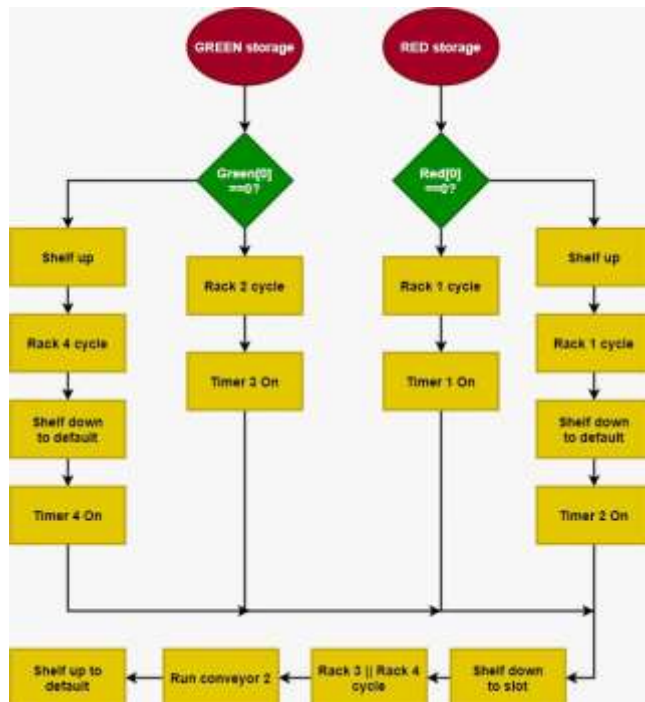 GREEN storage
RED storage
Green[0]
==0?
Red[0]
==0?
Shelf up
Rack 2 cycle
Rack 1 cycle
Shelf up
Rack 4 cycle
Timer 3 On
Timer 1 On
Rack 1 cycle
Shelf down
to default
Shelf down
to default
Timer 4 On
Timer 2 On
Shelf up to
default
Run conveyor 2
Rack 3 || Rack 4
cycle
Shelf down
to slot